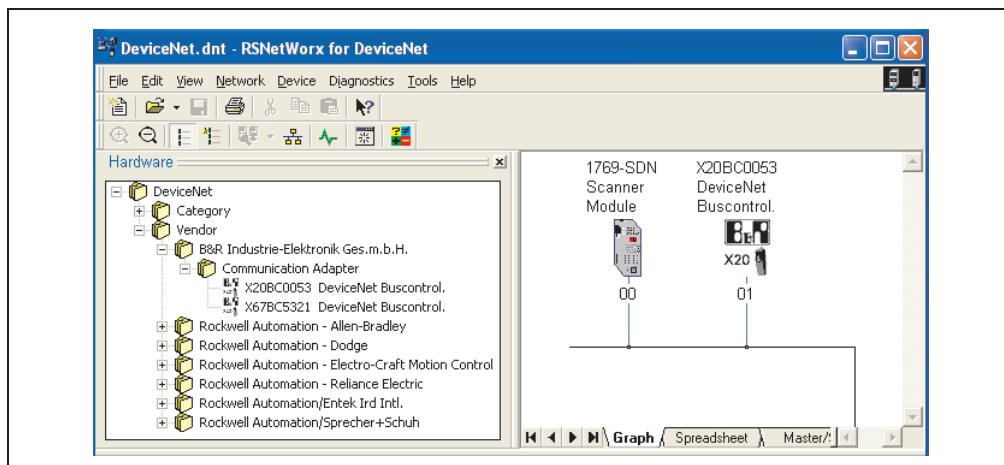 DeviceNet.dnt - RSNetWorx for DeviceNet
File Edit View Network Device Diagnostics Tools Help
Hardware
DeviceNet
Category
Vendor
B&R Industrie-Elektronik Ges.m.b.H.
Communication Adapter
X20BC0053 DeviceNet Buscontrol.
X67BC5321 DeviceNet Buscontrol.
Rockwell Automation - Allen-Bradley
Rockwell Automation - Dodge
Rockwell Automation - Electro-Craft Motion Control
Rockwell Automation - Reliance Electric
Rockwell Automation/Entek Ird Intl.
Rockwell Automation/Sprecher+Schuh
1769-SDN
Scanner
Module
00
X20BC0053
DeviceNet
Buscontrol.
B&R
X20
01
Graph Spreadsheet Master/